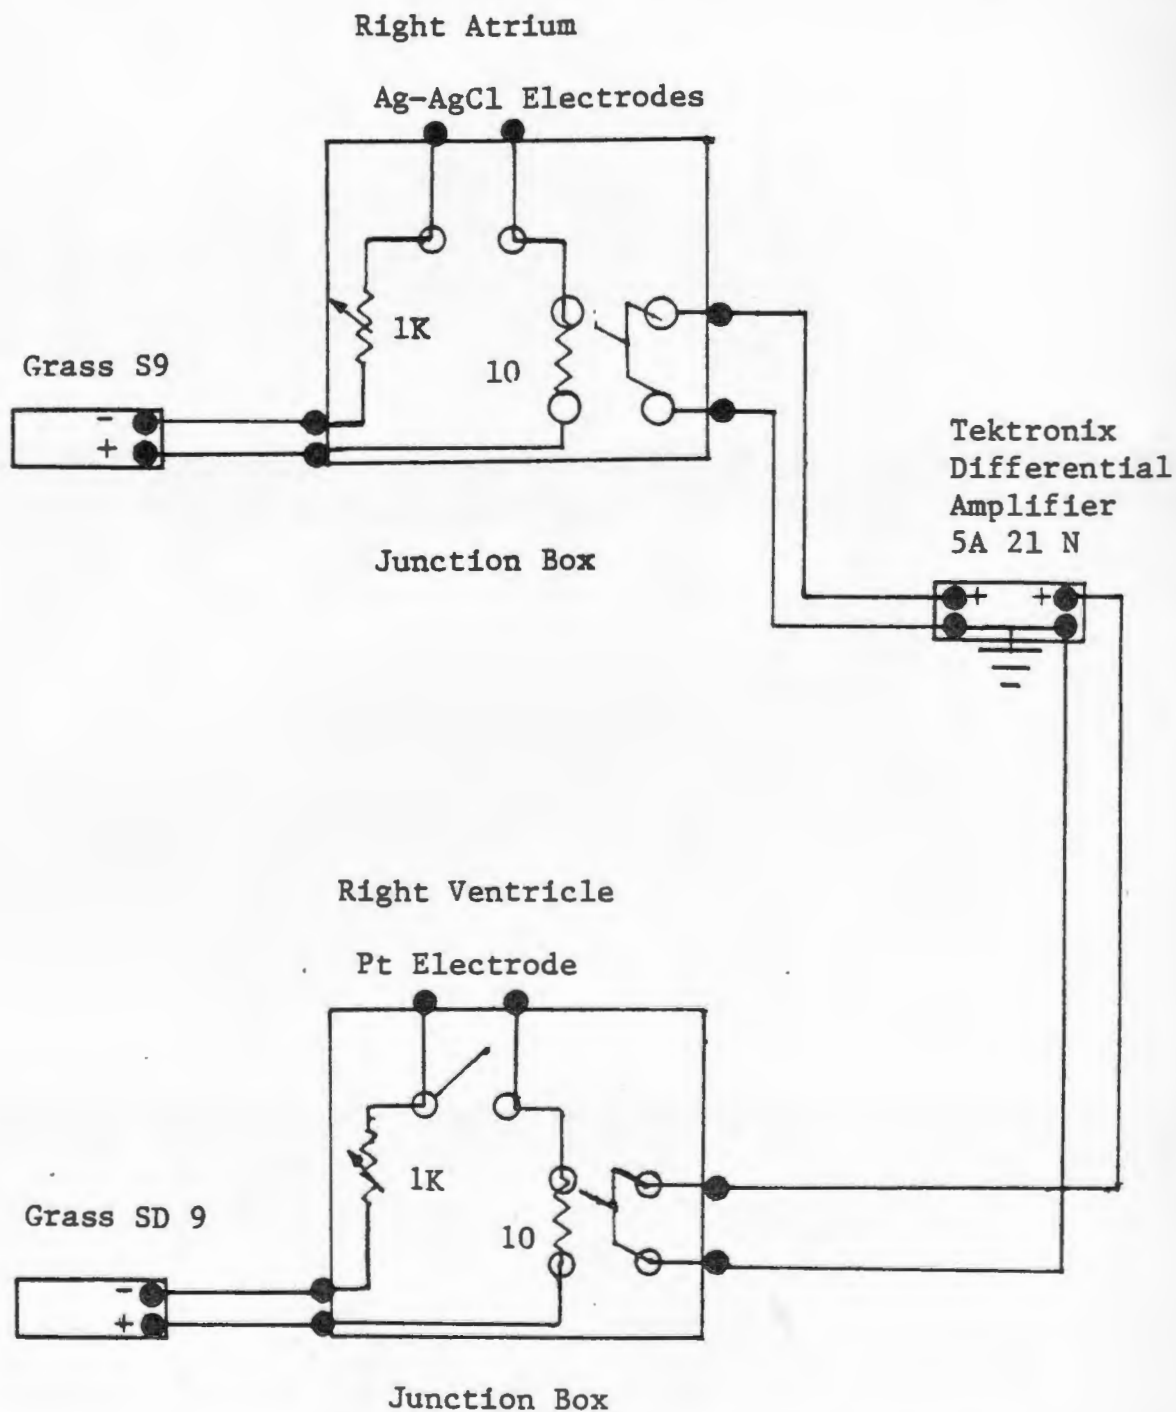 Right Atrium
Ag-AgCl Electrodes
1K
10
Grass S9
-
+
Junction Box
Tektronix
Differential
Amplifier
5A 21 N
+ +
Right Ventricle
Pt Electrode
1K
10
Grass SD 9
-
+
Junction Box